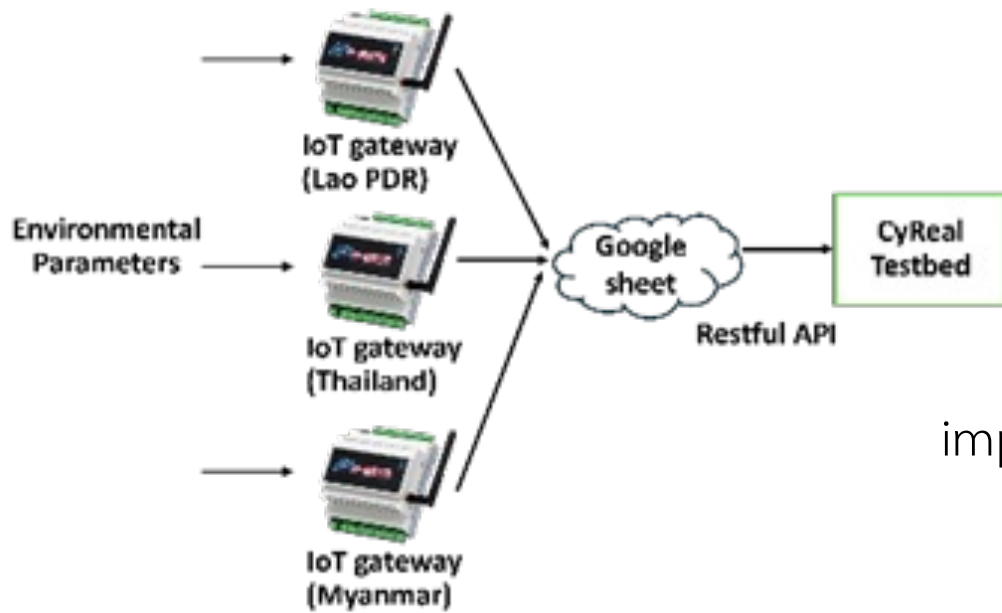 IoT gateway
(Lao PDR)
Environmental
Parameters
IoT gateway
(Thailand)
Google
sheet
Restful API
CyReal
Testbed
imp
IoT gateway
(Myanmar)